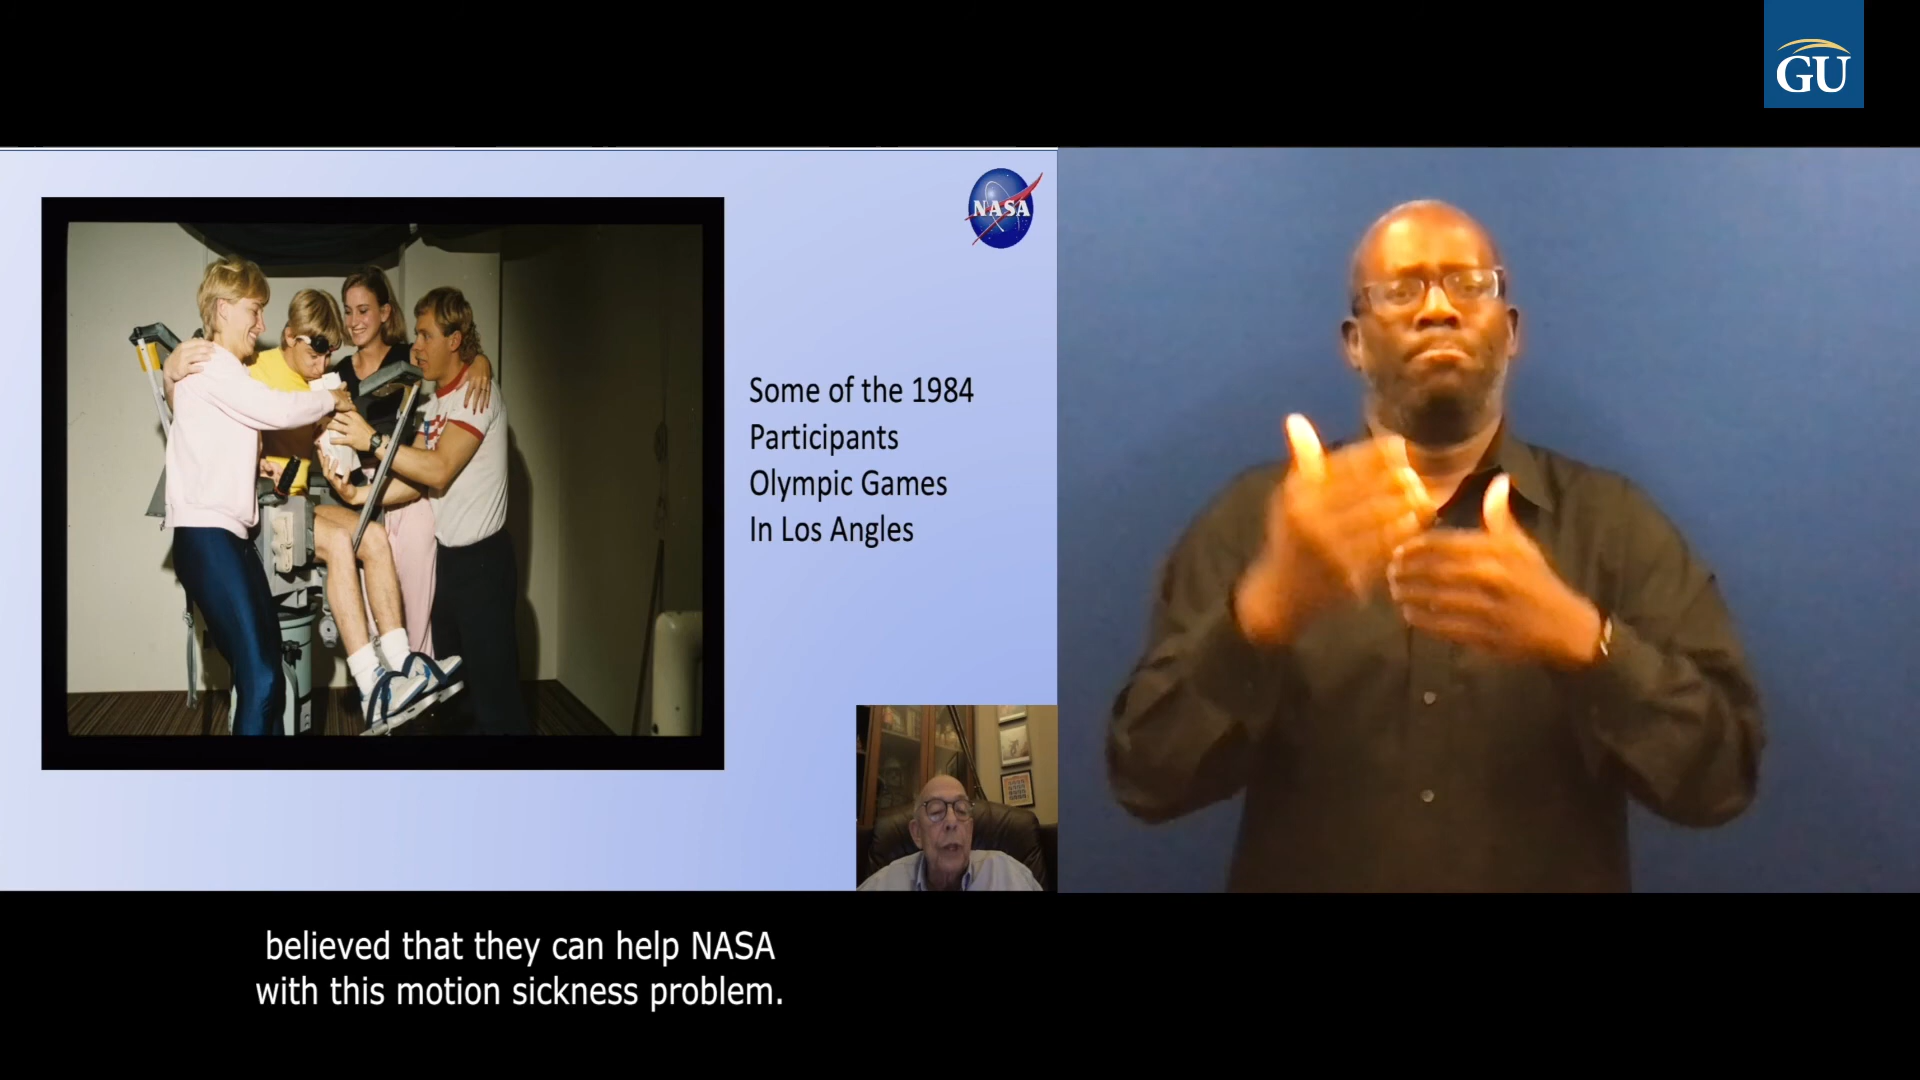 GU
NASA
Some of the 1984
Participants
Olympic Games
In Los Angles
believed that they can help NASA
with this motion sickness problem.